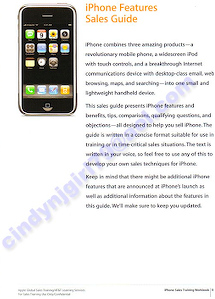 iPhone Features
Sales Guide
iPhone combines three amazing products—a
revolutionary mobile phone, a widescreen iPod
with touch controls, and a breakthrough Internet
communications device with desktop-class email, web
browsing, maps, and searching—into one small and
lightweight handheld device.
This sales guide presents iPhone features and
benefits, tips, comparisons, qualifying questions, and
objections—all designed to help you sell iPhone. The
guide is written in a concise format suitable for use in
training or in time-critical sales situations. The text is
written in your voice, so feel free to use any of this to
develop your own sales techniques for iPhone.
Keep in mind that there might be additional iPhone
features that are announced at iPhone's launch as
well as additional information about the features in
this guide. We'll make sure to keep you updated.
iPhone Sales Training Workbook